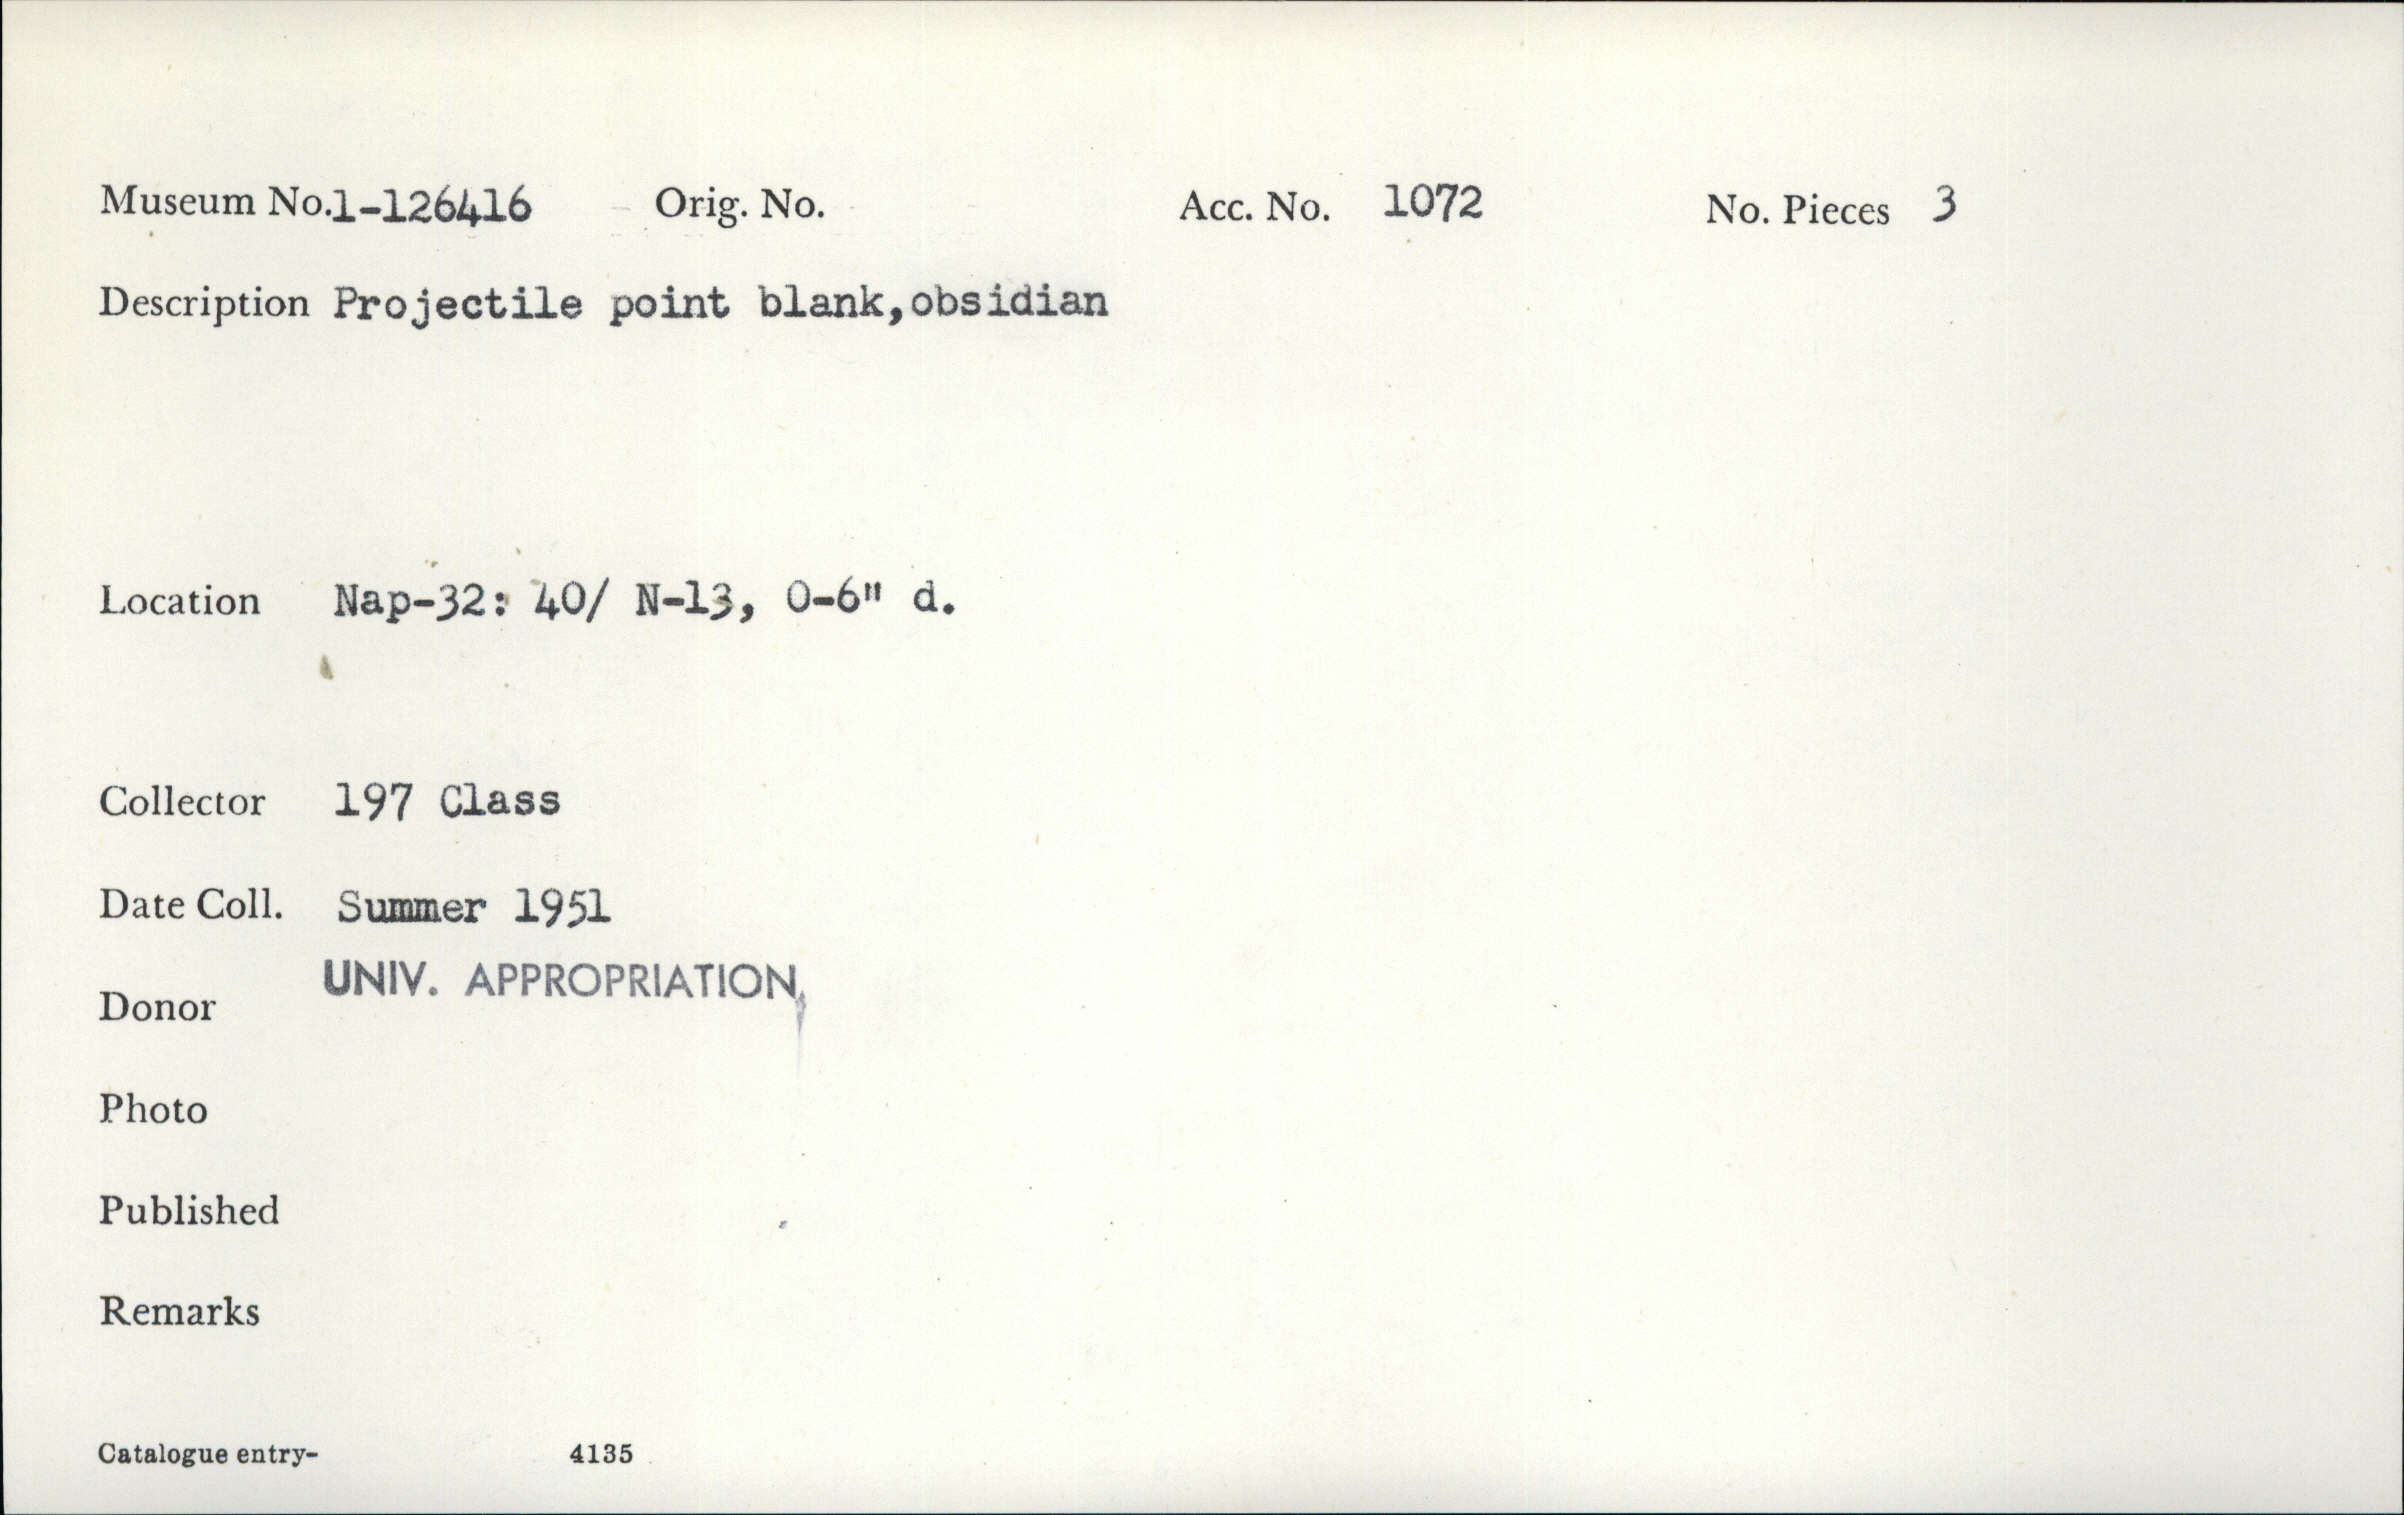 Museum No.1-126416 Orig. No. Acc. No. 1072 No. Pieces 3
Description Projectile point blank,obsidian
Location Nap-32: 40/ N-13, 0-6" d.
Collector 197 Class
Date Coll. Summer 1951
UNIV. APPROPRIATION
Donor
Photo
Published
Remarks
Catalogue entry- 4135